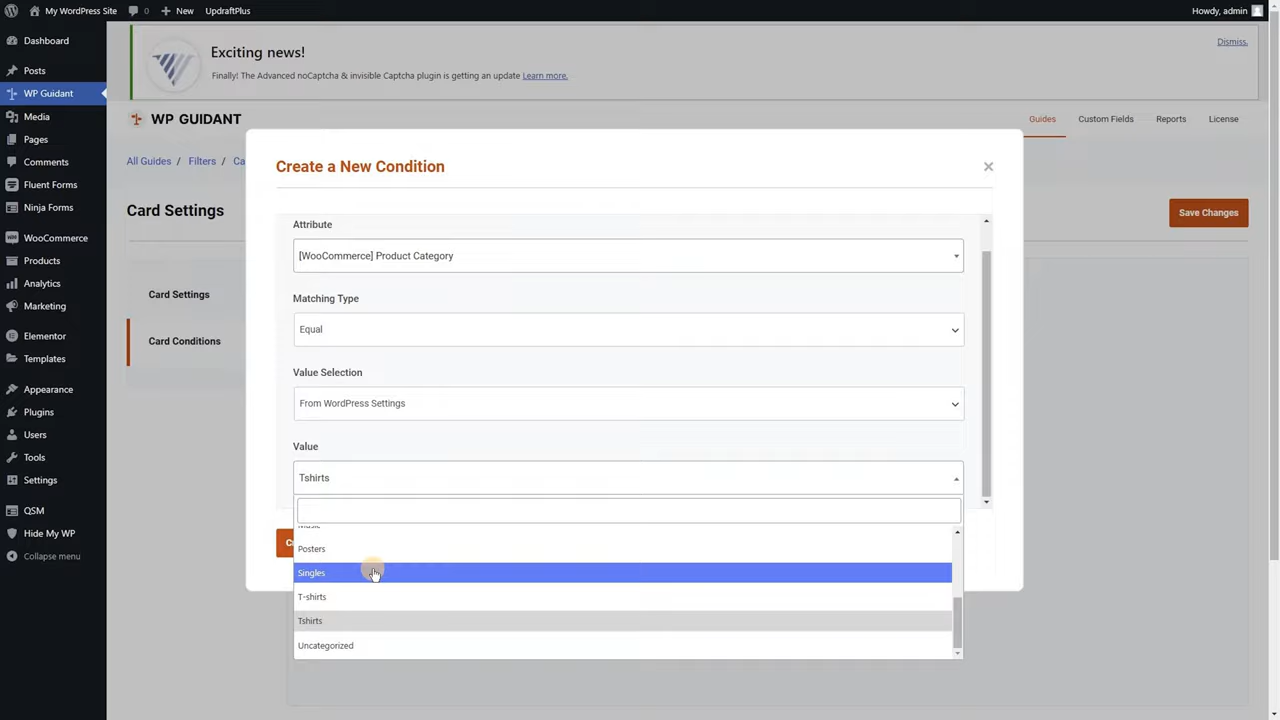 My WordPress Site 0 New UpdraftPlus Howdy, admin
Dashboard
Posts
WP Guidant
Media
Pages
Comments
Fluent Forms
Ninja Forms
WooCommerce
Products
Analytics
Marketing
Elementor
Templates
Appearance
Plugins
Users
Tools
Settings
QSM
Hide My WP
Collapse menu
Exciting news!
Dismiss.
Finally! The Advanced noCaptcha & invisible Captcha plugin is getting an update Learn more.
WP GUIDANT
Guides Custom Fields Reports License
All Guides / Filters / Ca
Card Settings
Save Changes
Card Settings
Card Conditions
Create a New Condition
×
Attribute
[WooCommerce] Product Category
Matching Type
Equal
Value Selection
From WordPress Settings
Value
Tshirts
Music
Posters
Singles
T-shirts
Tshirts
Uncategorized